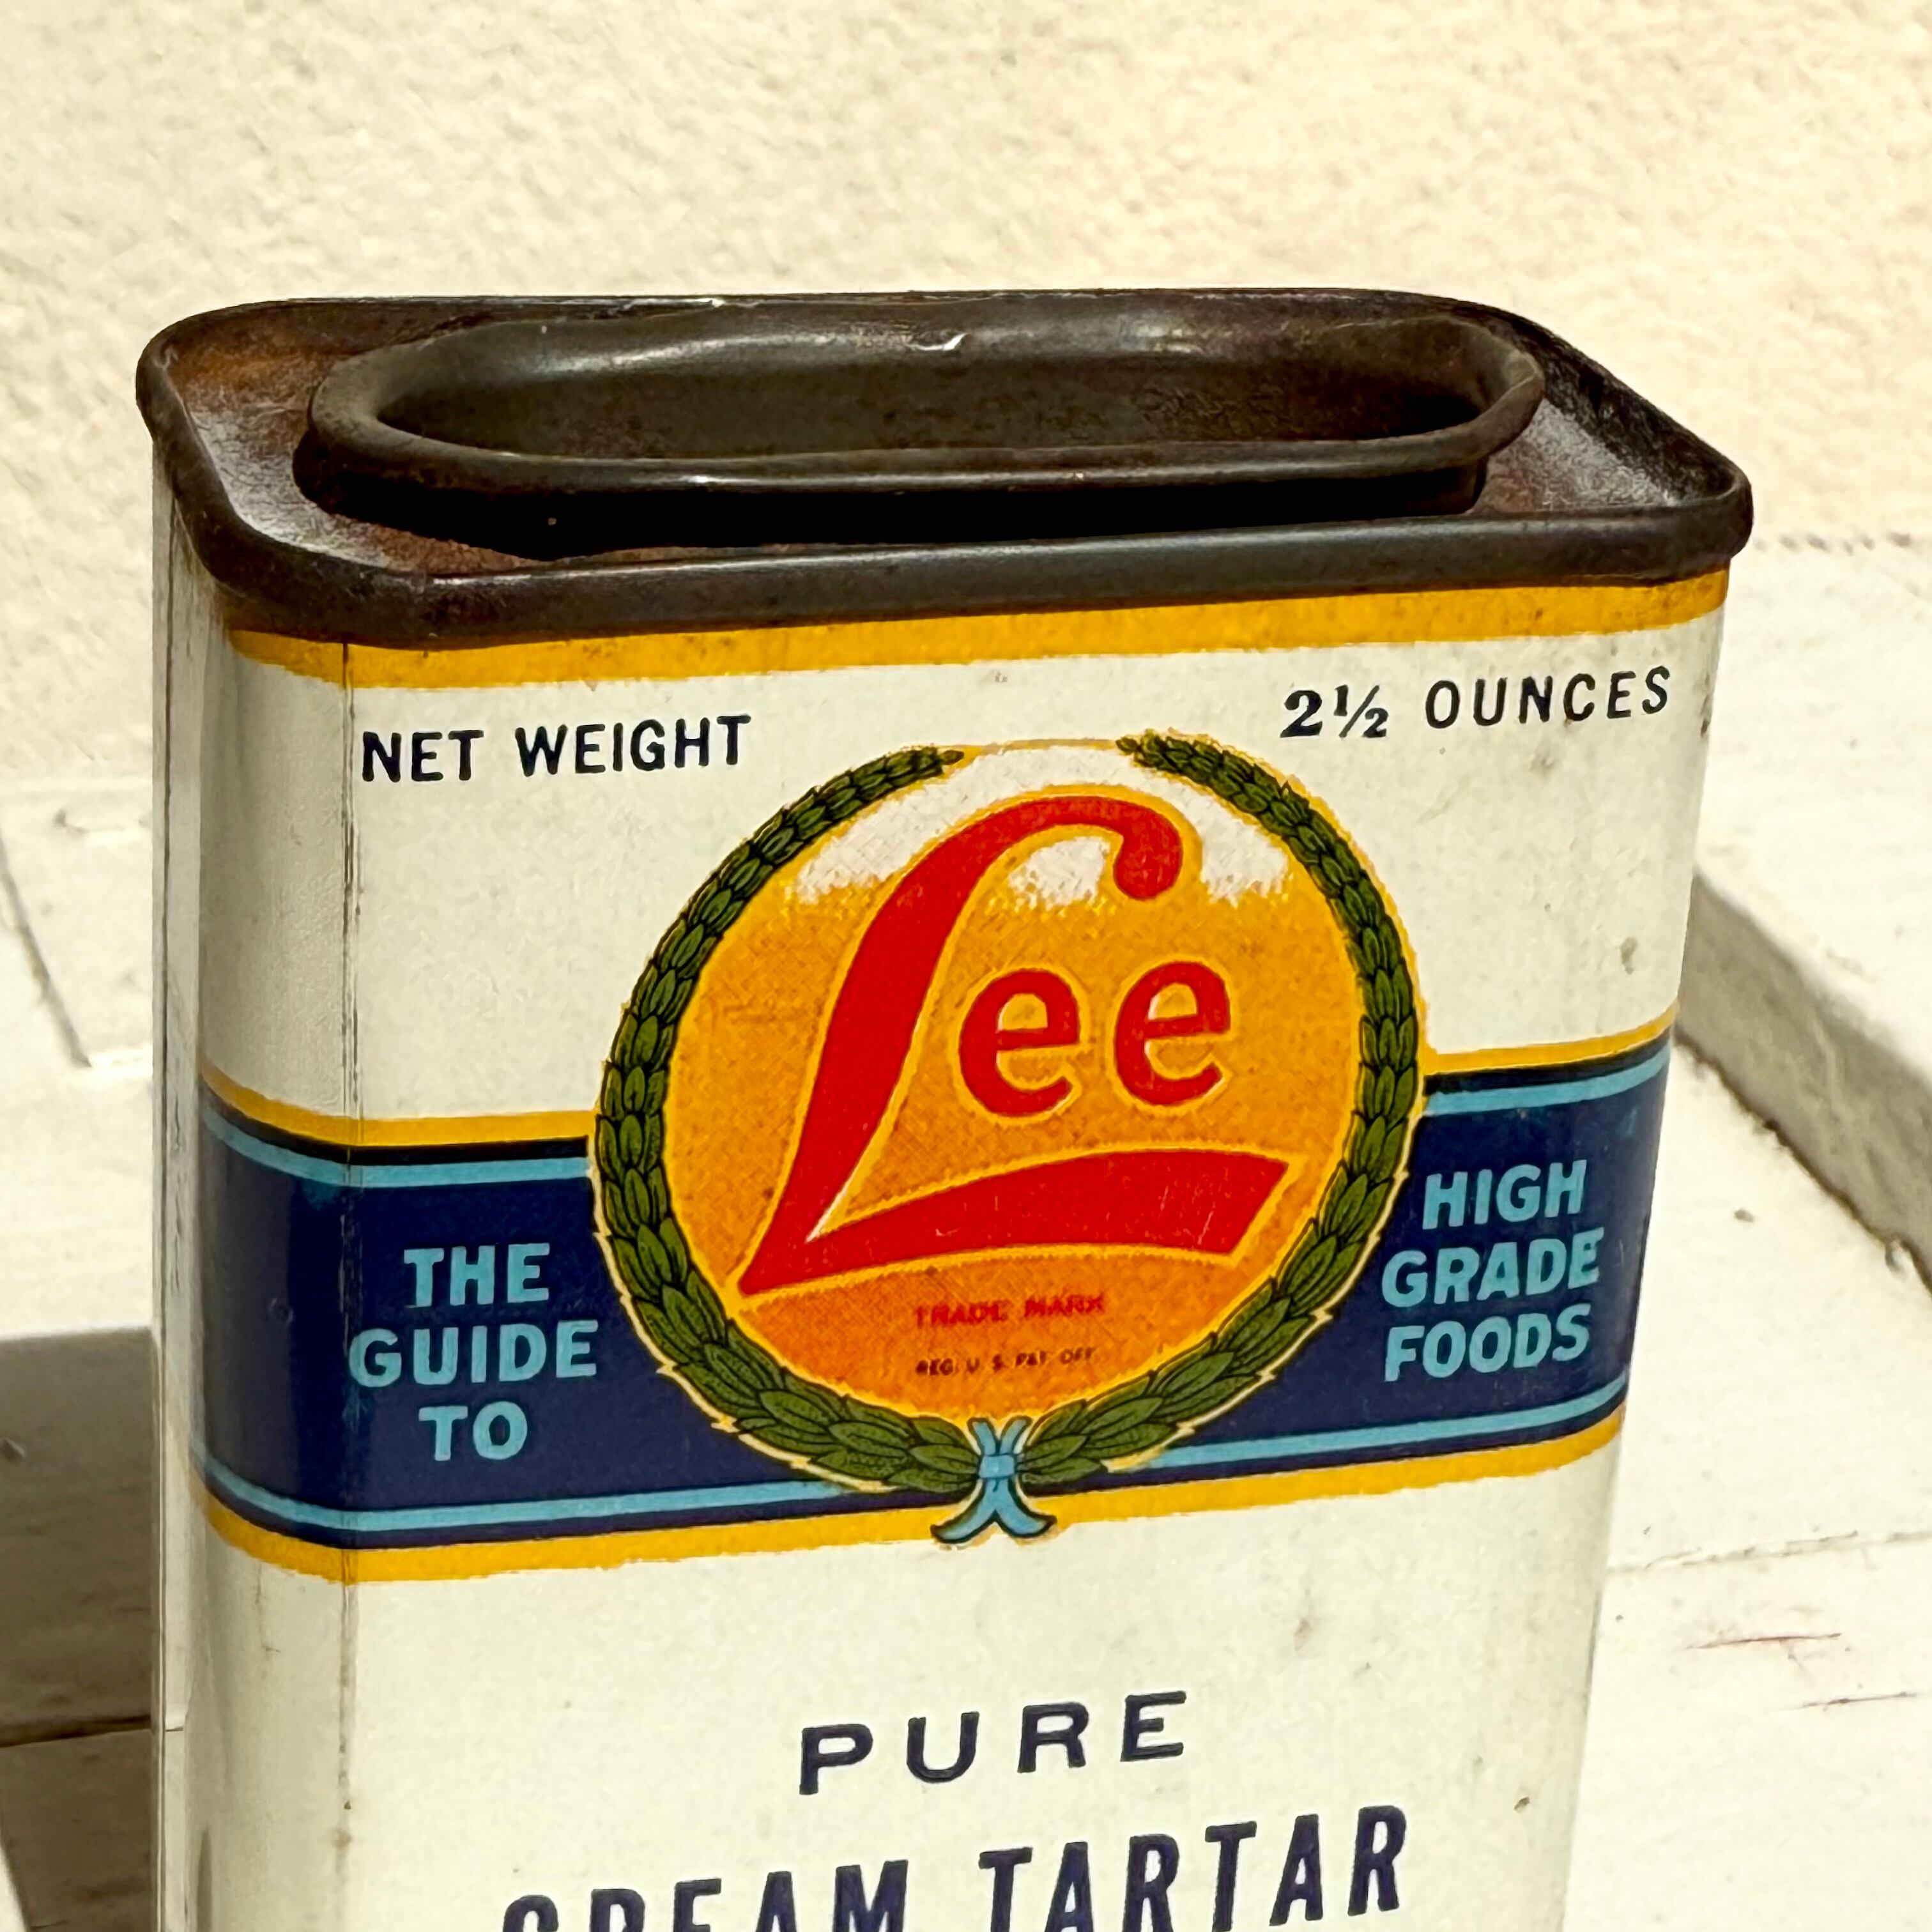 NET WEIGHT 2½ OUNCES
Lee
TRADE MARK
REG. U. S. PAT. OFF.
THE
GUIDE
TO
HIGH
GRADE
FOODS
PURE
CREAM TARTAR